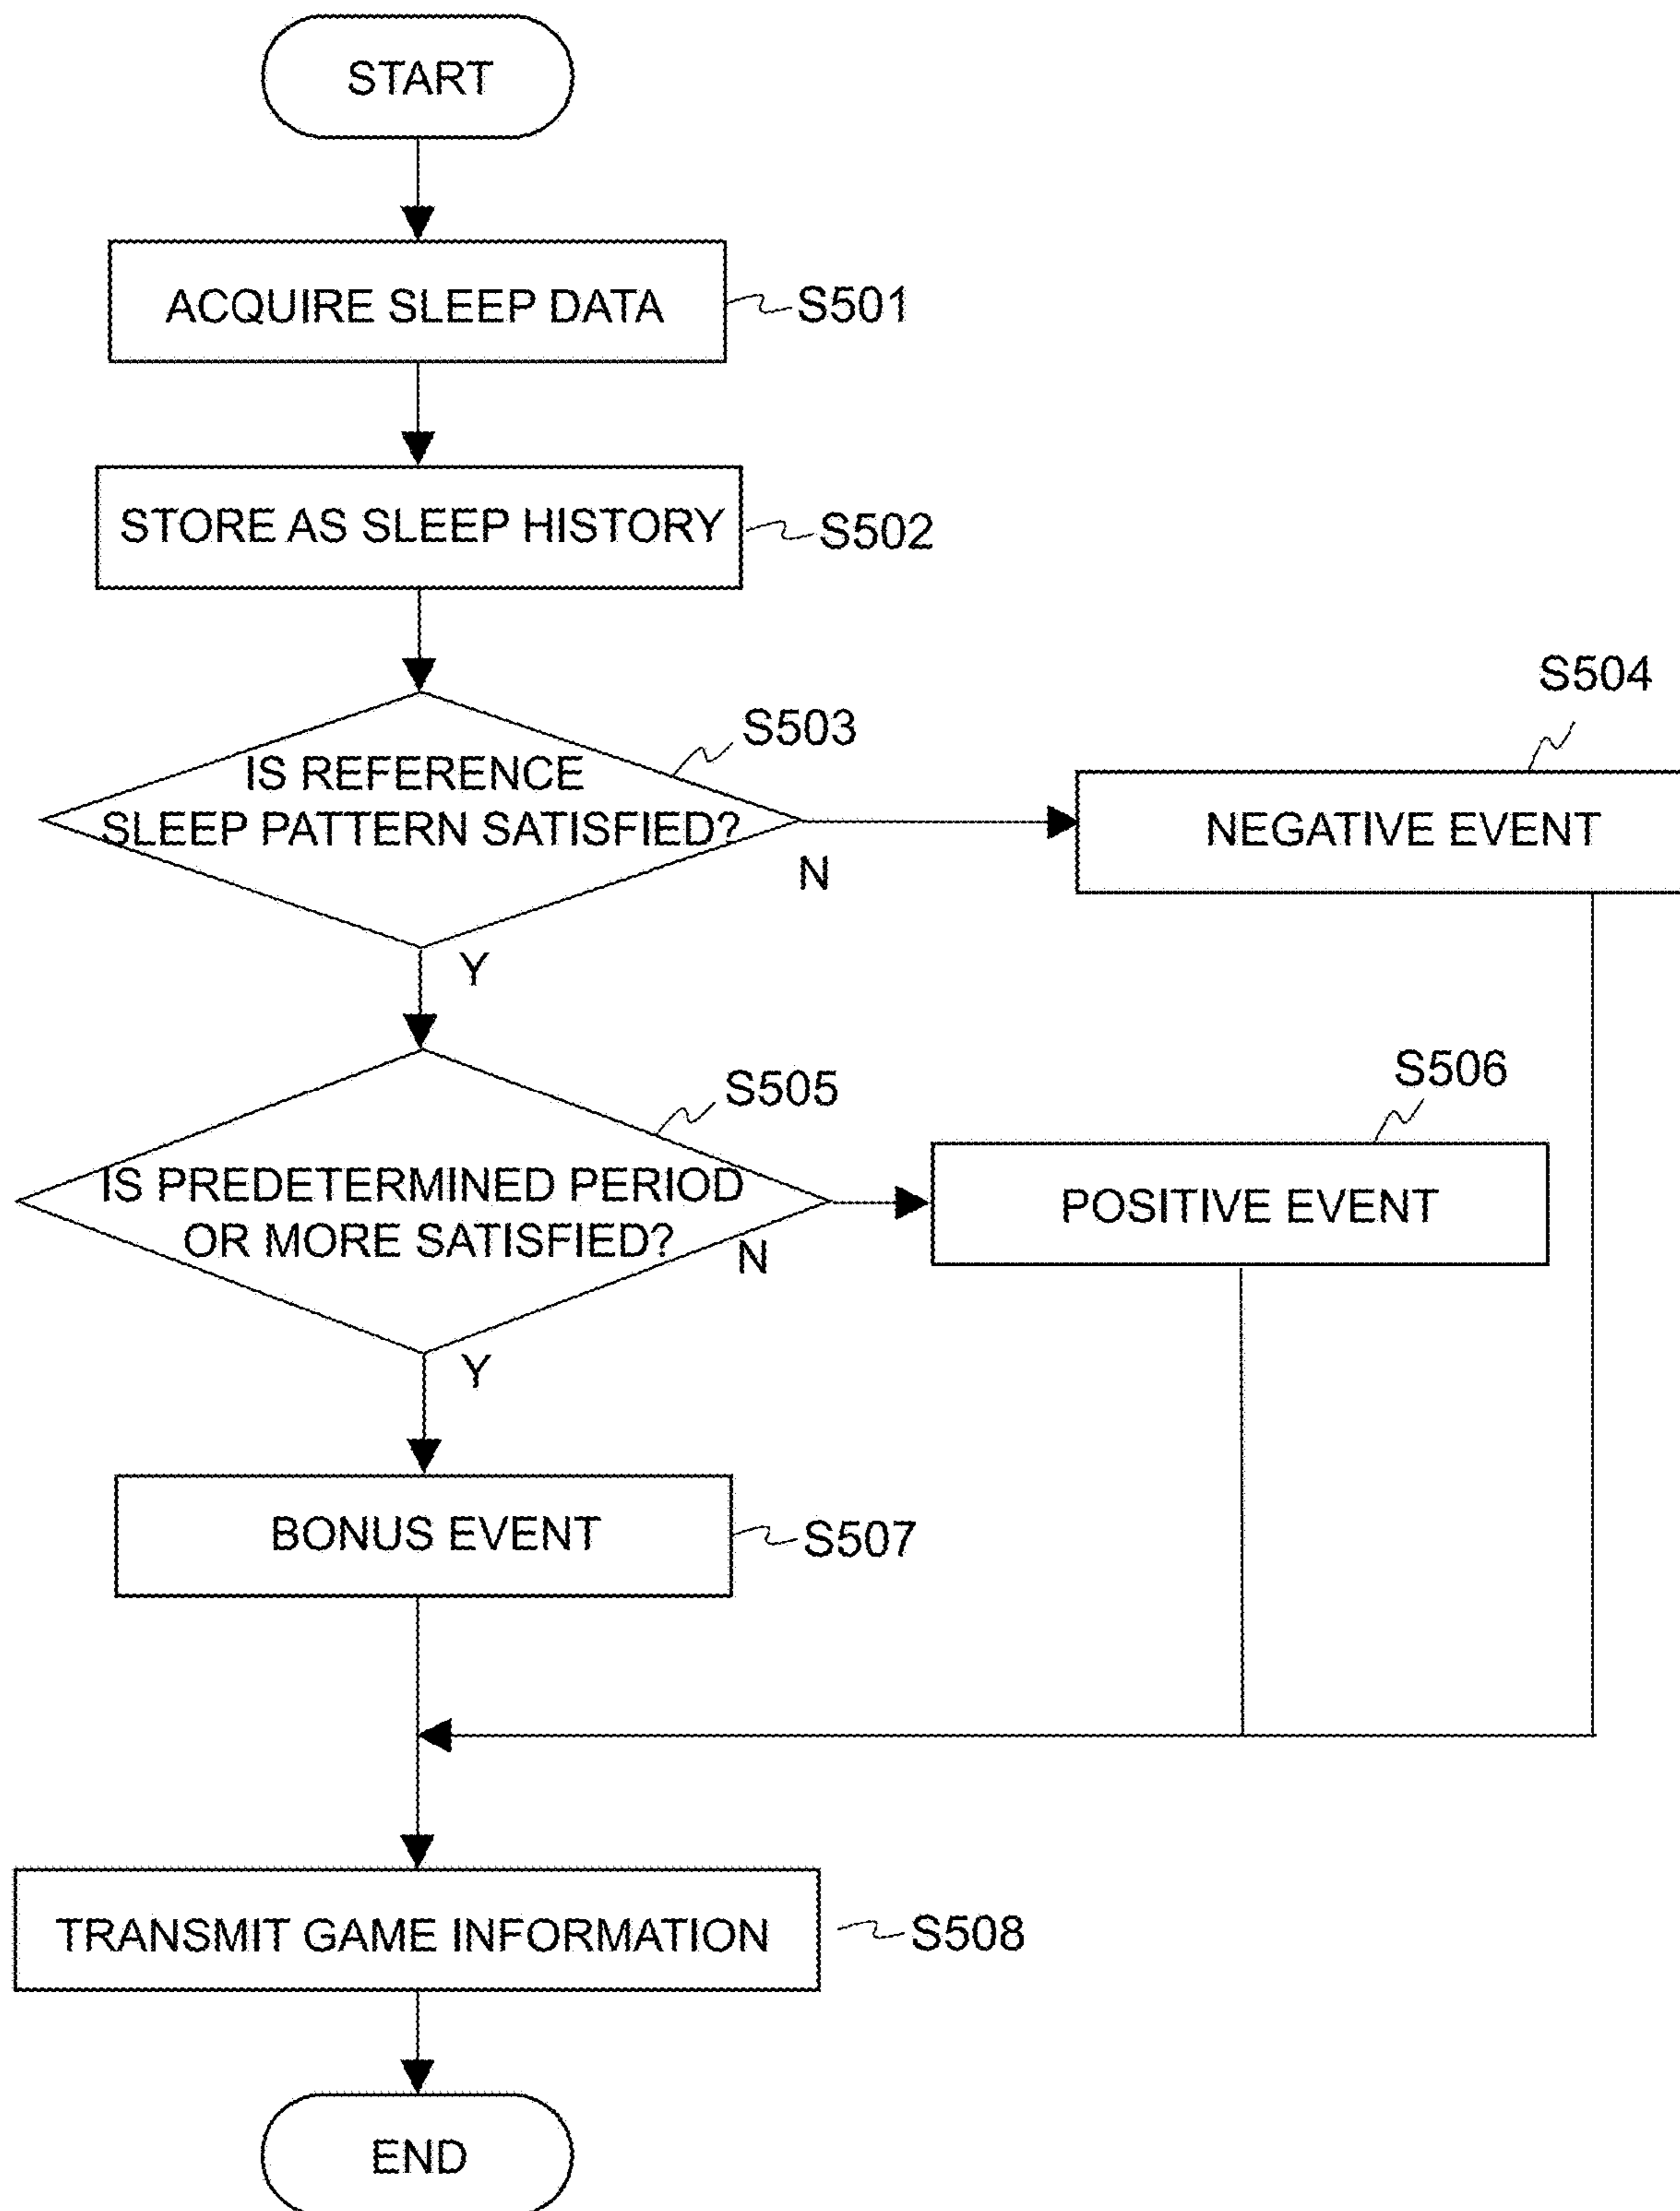 START
ACQUIRE SLEEP DATA
S501
STORE AS SLEEP HISTORY
S502
S503
IS REFERENCE
SLEEP PATTERN SATISFIED?
N
Y
S504
NEGATIVE EVENT
S505
IS PREDETERMINED PERIOD
OR MORE SATISFIED?
N
Y
S506
POSITIVE EVENT
BONUS EVENT
S507
TRANSMIT GAME INFORMATION
S508
END